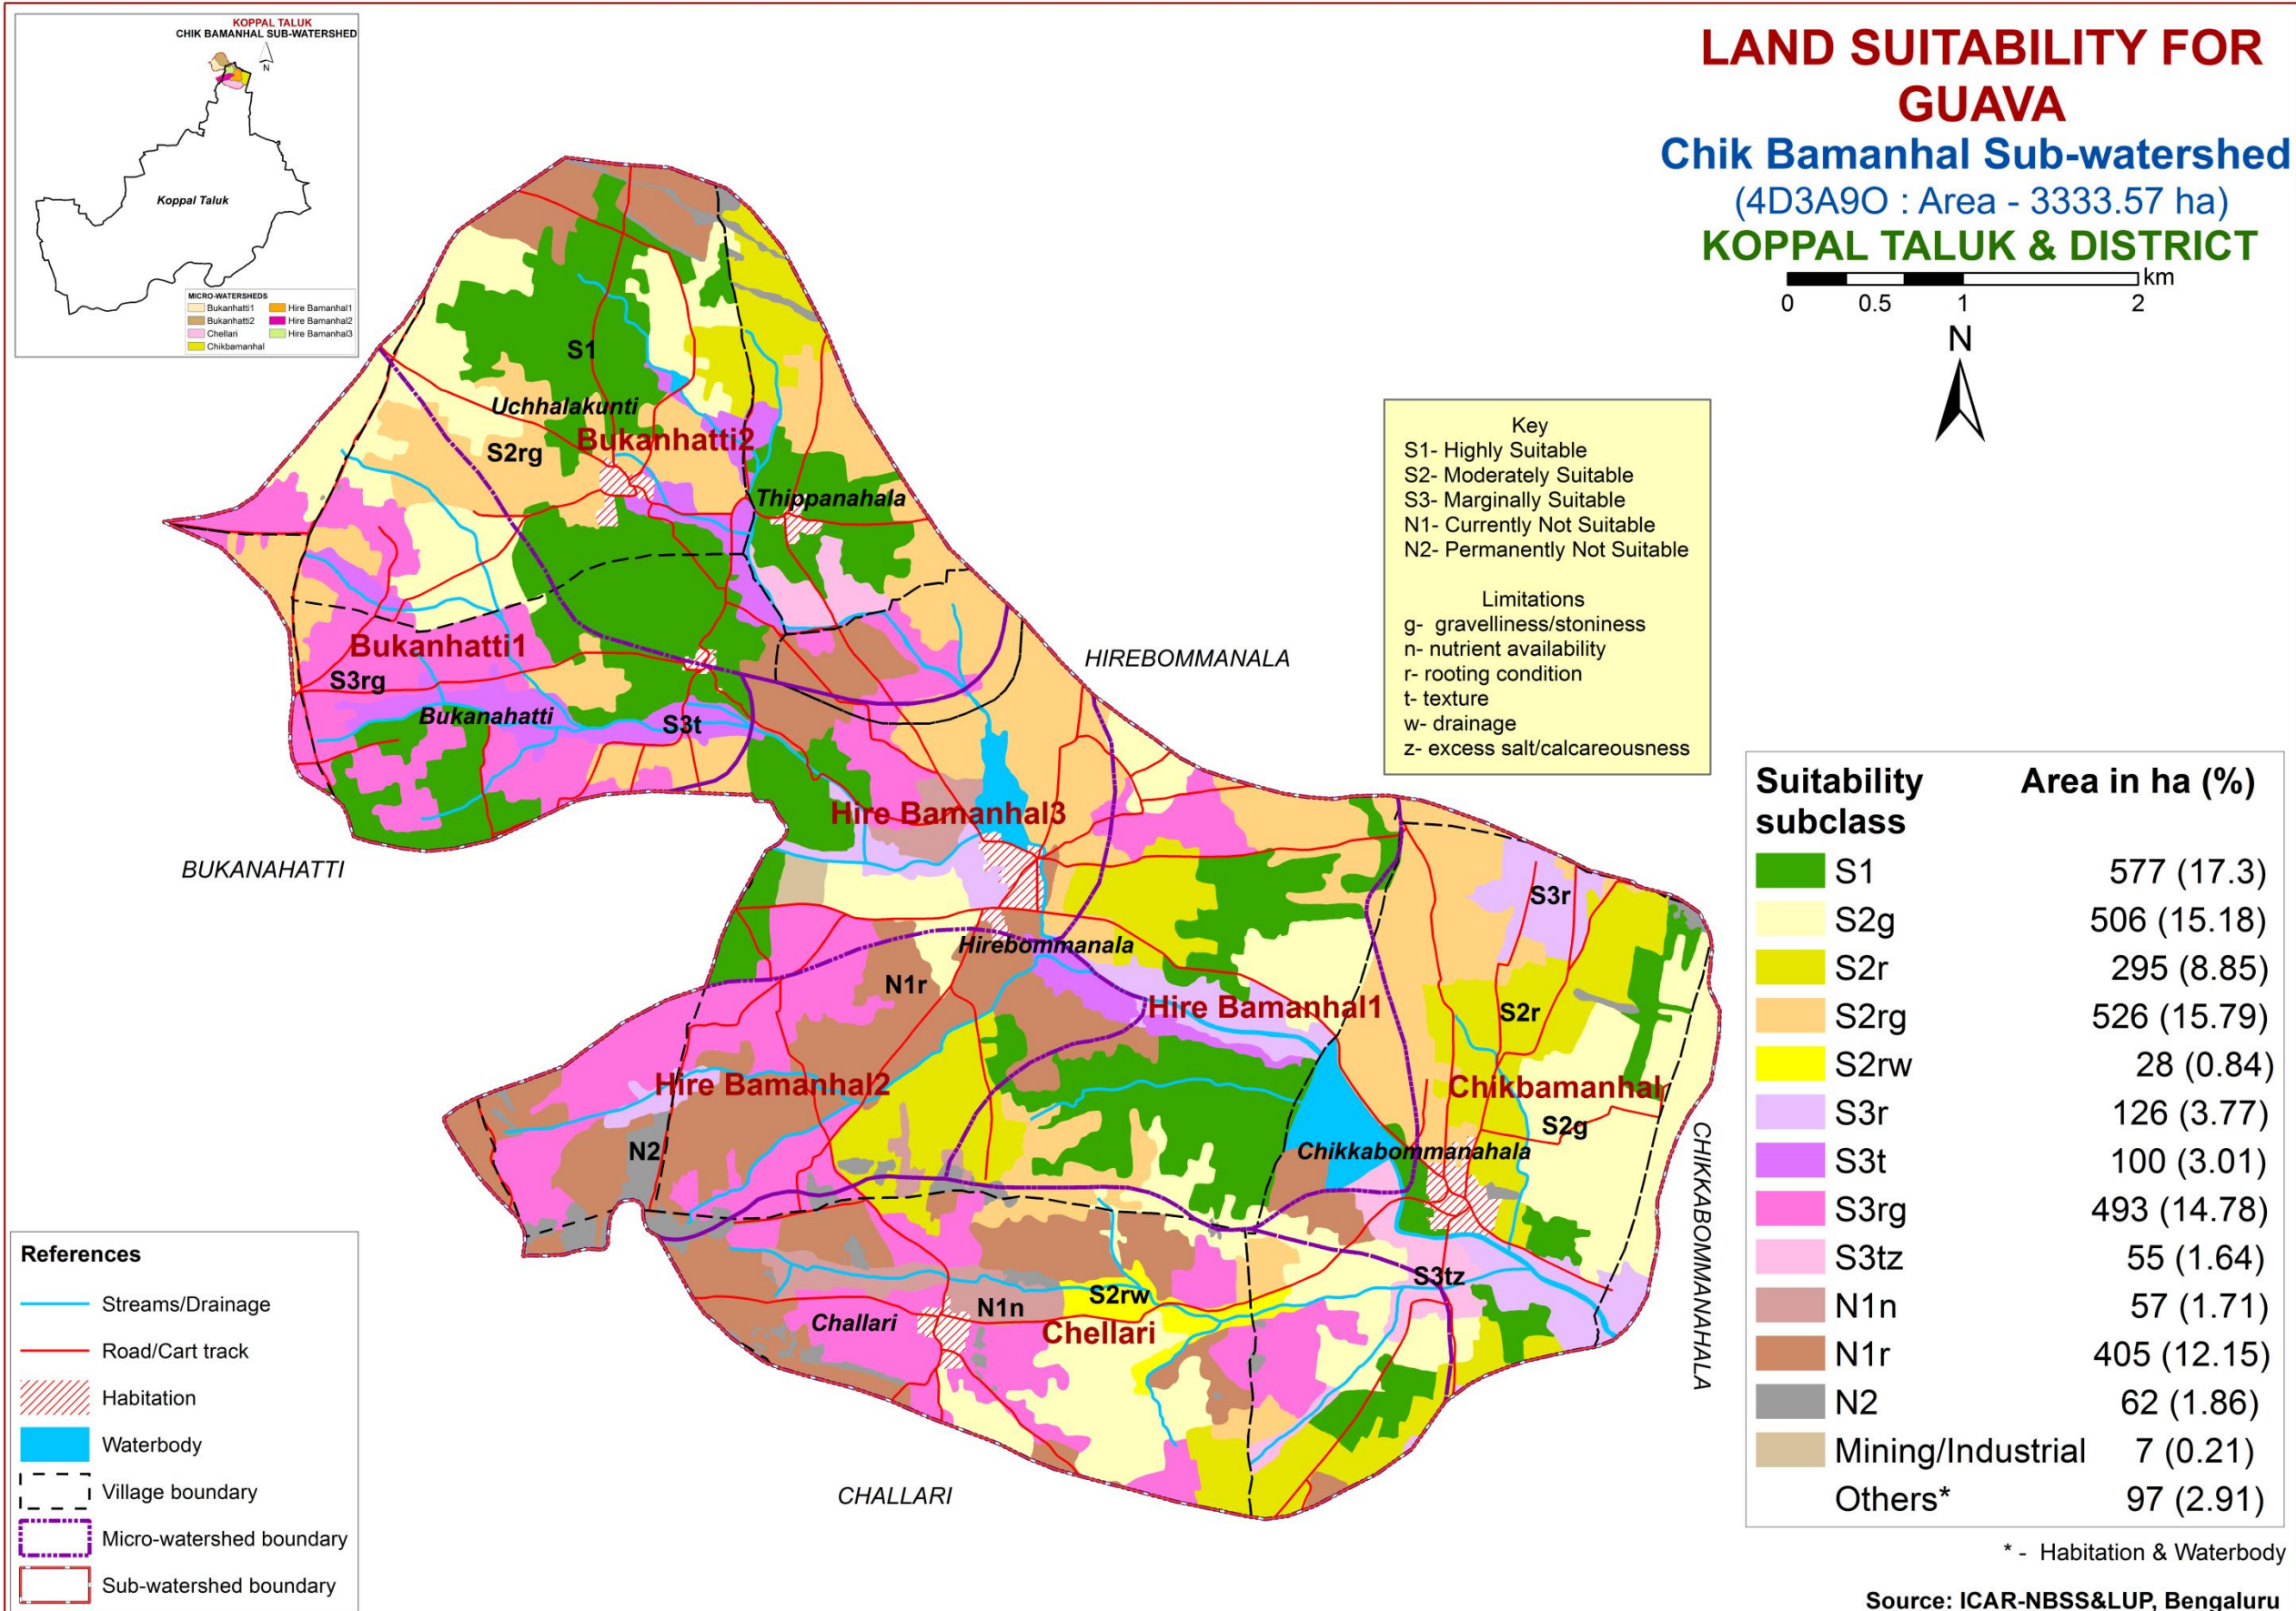 KOPPAL TALUK
CHIK BAMANHAL SUB-WATERSHED
N
Koppal Taluk
MICRO-WATERSHEDS
Bukanhatti1
Hire Bamanhal1
Bukanhatti2
Hire Bamanhal2
Chellari
Hire Bamanhal3
Chikbamanhal
LAND SUITABILITY FOR
GUAVA
Chik Bamanhal Sub-watershed
(4D3A9O : Area - 3333.57 ha)
KOPPAL TALUK & DISTRICT
km
0 0.5 1 2
N
Key
S1- Highly Suitable
S2- Moderately Suitable
S3- Marginally Suitable
N1- Currently Not Suitable
N2- Permanently Not Suitable
Limitations
g- gravelliness/stoniness
n- nutrient availability
r- rooting condition
t- texture
w- drainage
z- excess salt/calcareousness
S1
Uchhalakunti
Bukanhatti2
S2rg
Thippanahala
Bukanhatti1
HIREBOMMANALA
S3rg
Bukanahatti
S3t
Hire Bamanhal3
BUKANAHATTI
S3r
Hirebommanala
N1r
Hire Bamanhal1
S2r
Hire Bamanhal2
Chikbamanhal
S2g
N2
Chikkabommanahala
CHIKKABOMMANAHALA
S3tz
S2rw
N1n
Challari
Chellari
CHALLARI
Suitability subclass Area in ha (%)
S1 577 (17.3)
S2g 506 (15.18)
S2r 295 (8.85)
S2rg 526 (15.79)
S2rw 28 (0.84)
S3r 126 (3.77)
S3t 100 (3.01)
S3rg 493 (14.78)
S3tz 55 (1.64)
N1n 57 (1.71)
N1r 405 (12.15)
N2 62 (1.86)
Mining/Industrial 7 (0.21)
Others* 97 (2.91)
* - Habitation & Waterbody
Source: ICAR-NBSS&LUP, Bengaluru
References
Streams/Drainage
Road/Cart track
Habitation
Waterbody
Village boundary
Micro-watershed boundary
Sub-watershed boundary